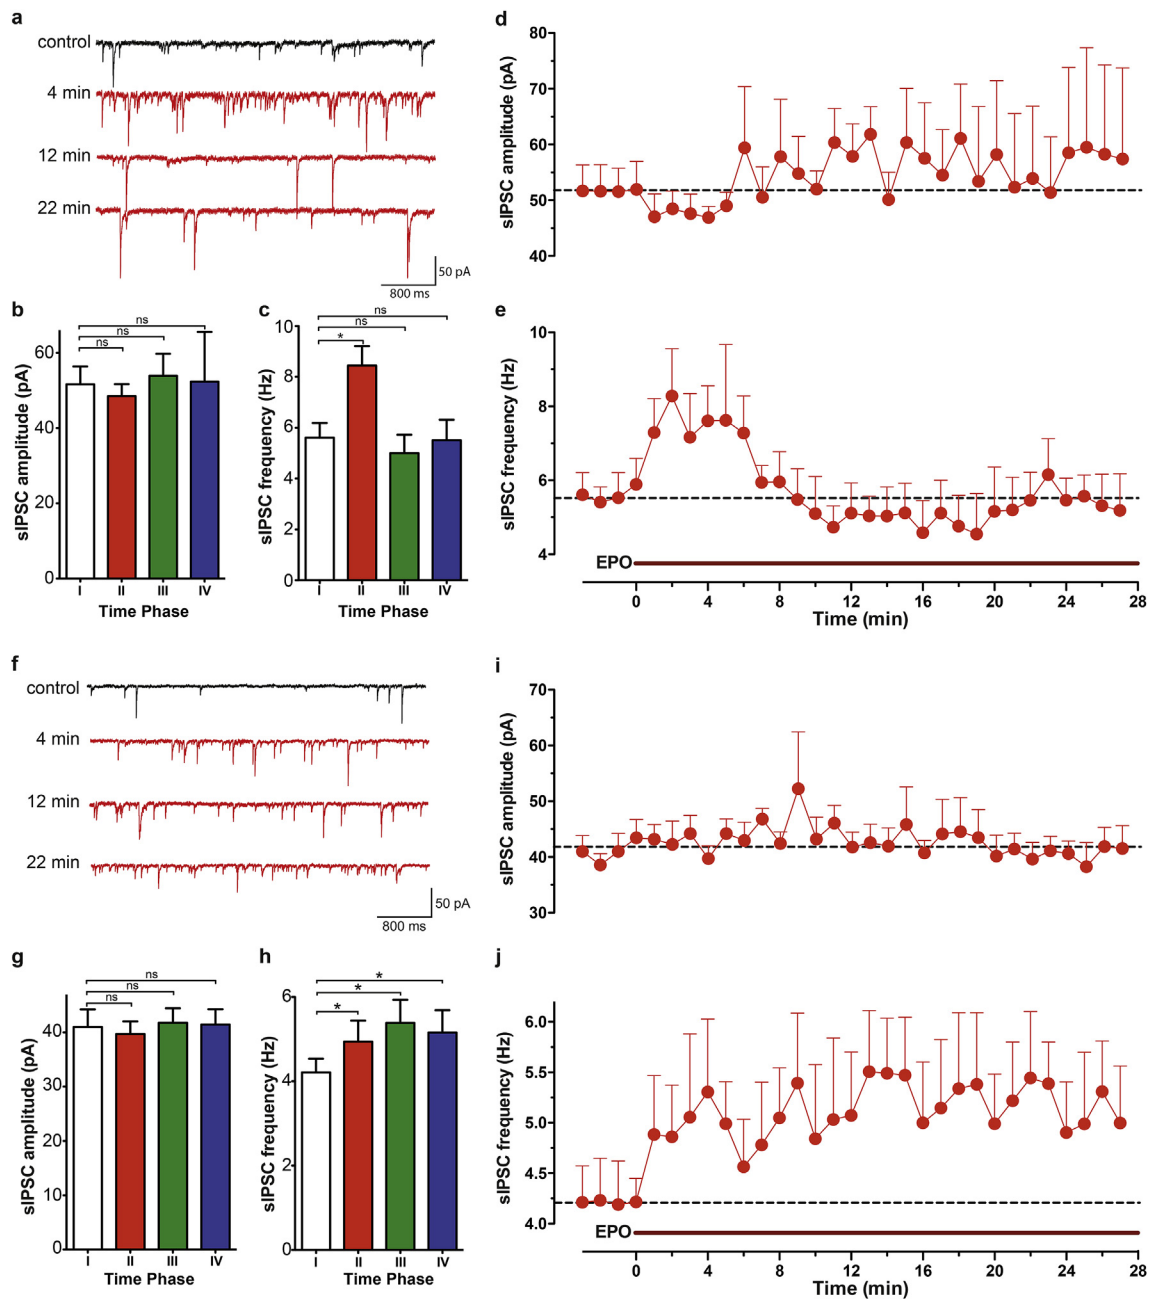 a
control
4 min
12 min
22 min
50 pA
800 ms
b
ns
ns
ns
sIPSC amplitude (pA)
60
40
20
0
I II III IV
Time Phase
c
ns
ns
*
sIPSC frequency (Hz)
10
8
6
4
2
0
I II III IV
Time Phase
d
sIPSC amplitude (pA)
80
70
60
50
40
e
sIPSC frequency (Hz)
10
8
6
4
EPO
0 4 8 12 16 20 24 28
Time (min)
f
control
4 min
12 min
22 min
50 pA
800 ms
g
ns
ns
ns
sIPSC amplitude (pA)
40
30
20
10
0
I II III IV
Time Phase
h
*
*
*
sIPSC frequency (Hz)
6
4
2
0
I II III IV
Time Phase
i
sIPSC amplitude (pA)
70
60
50
40
30
j
sIPSC frequency (Hz)
6.0
5.5
5.0
4.5
4.0
EPO
0 4 8 12 16 20 24 28
Time (min)